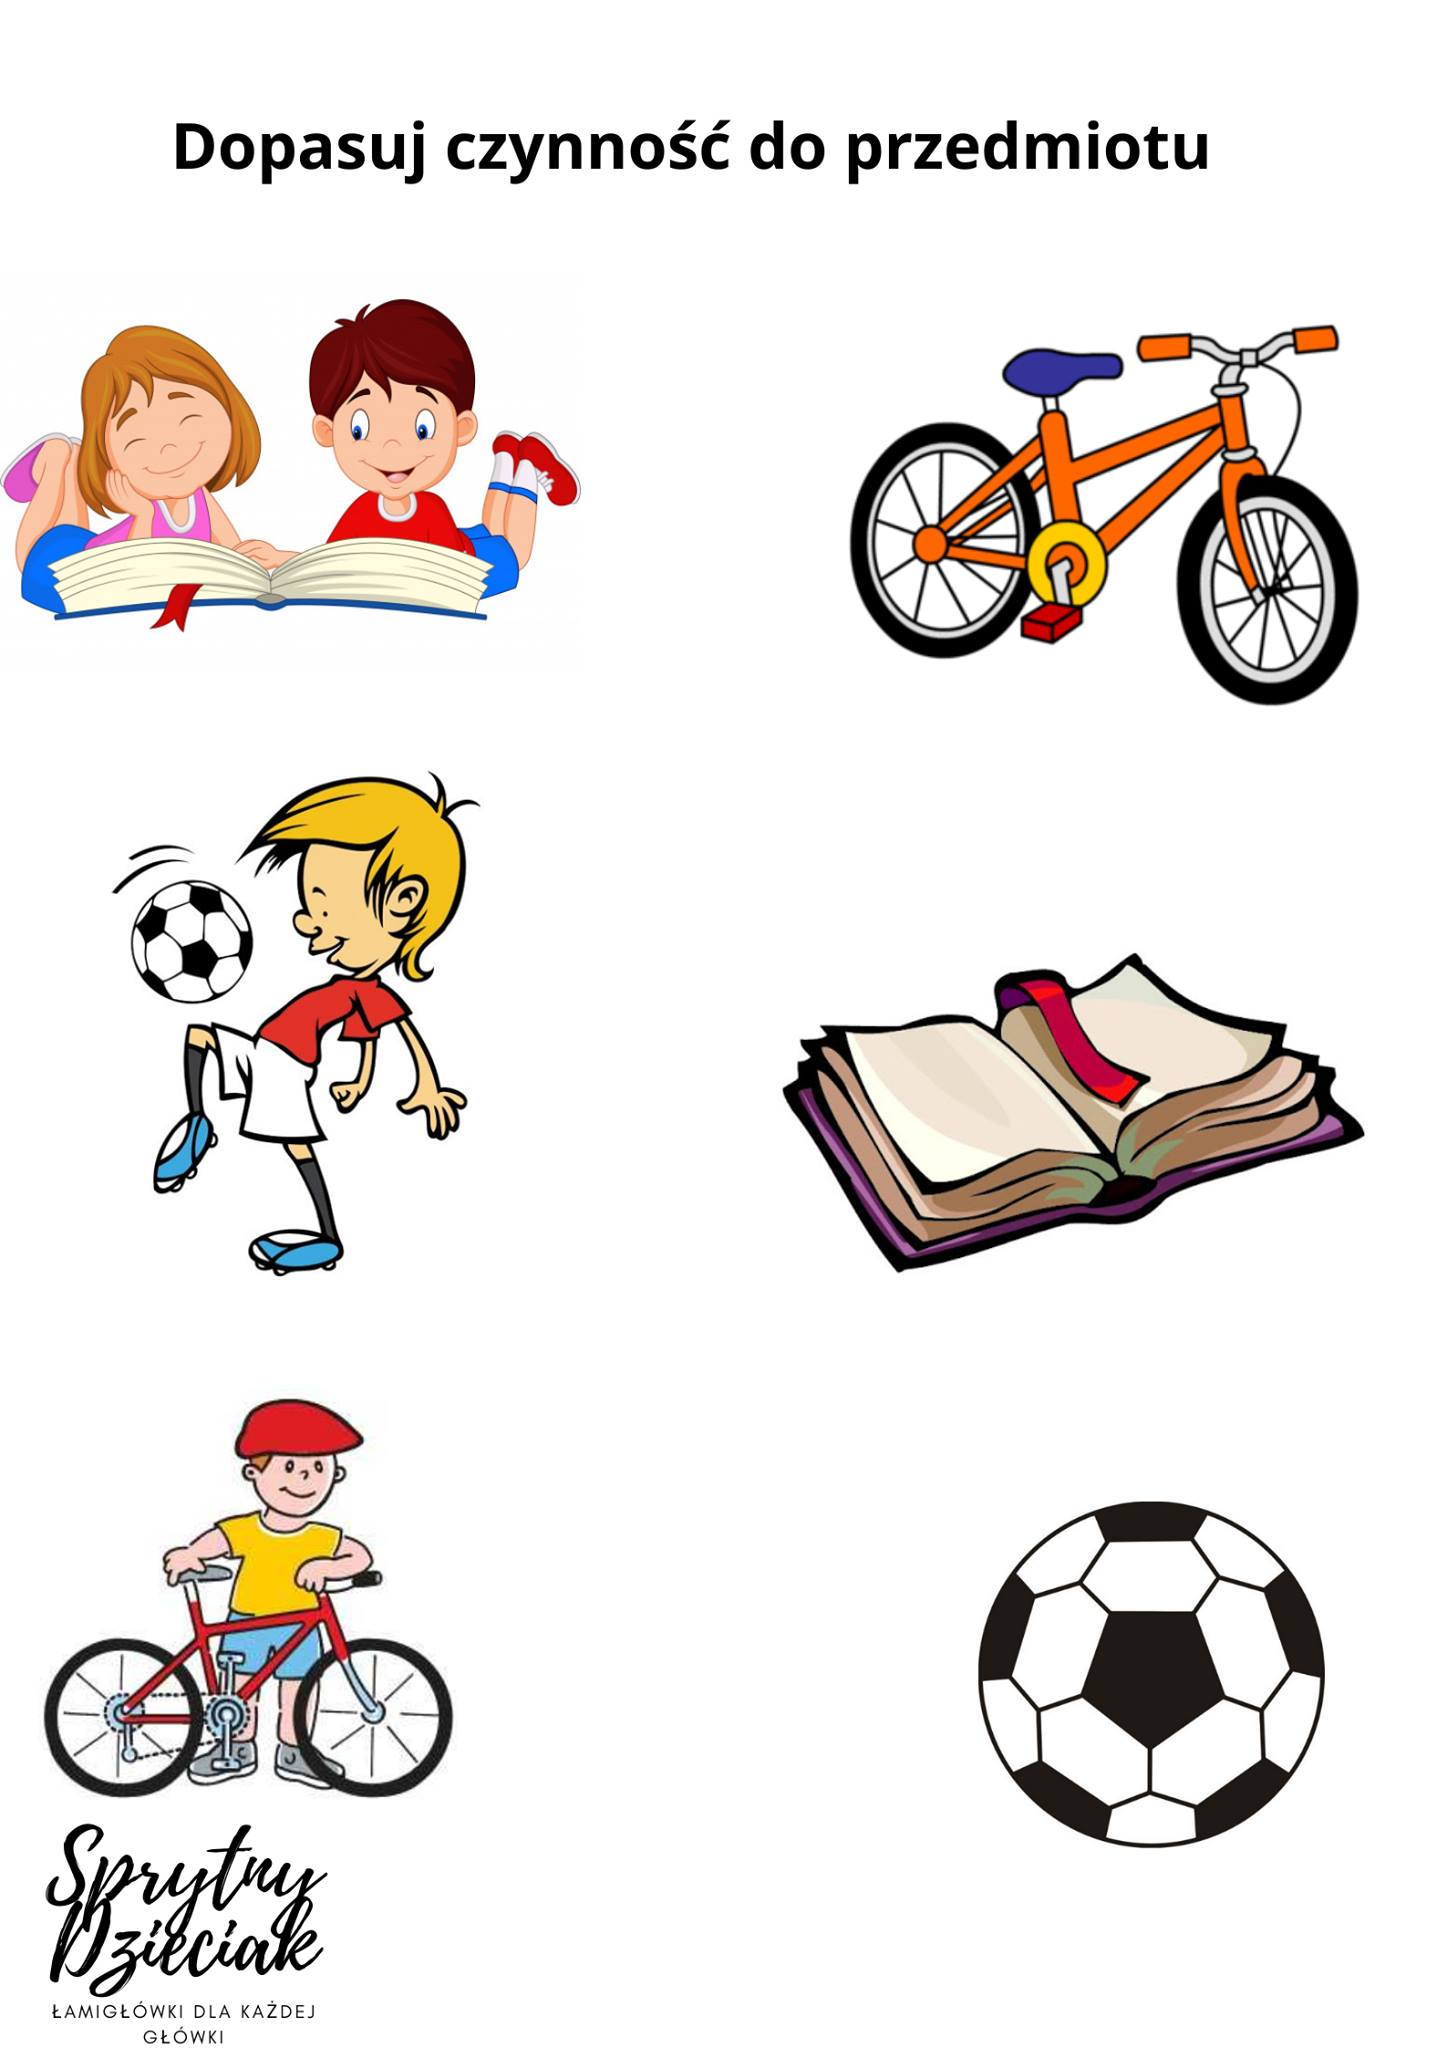 Dopasuj czynność do przedmiotu
Sprytny
Dzieciak
ŁAMIGŁÓWKI DLA KAŻDEJ
GŁÓWKI